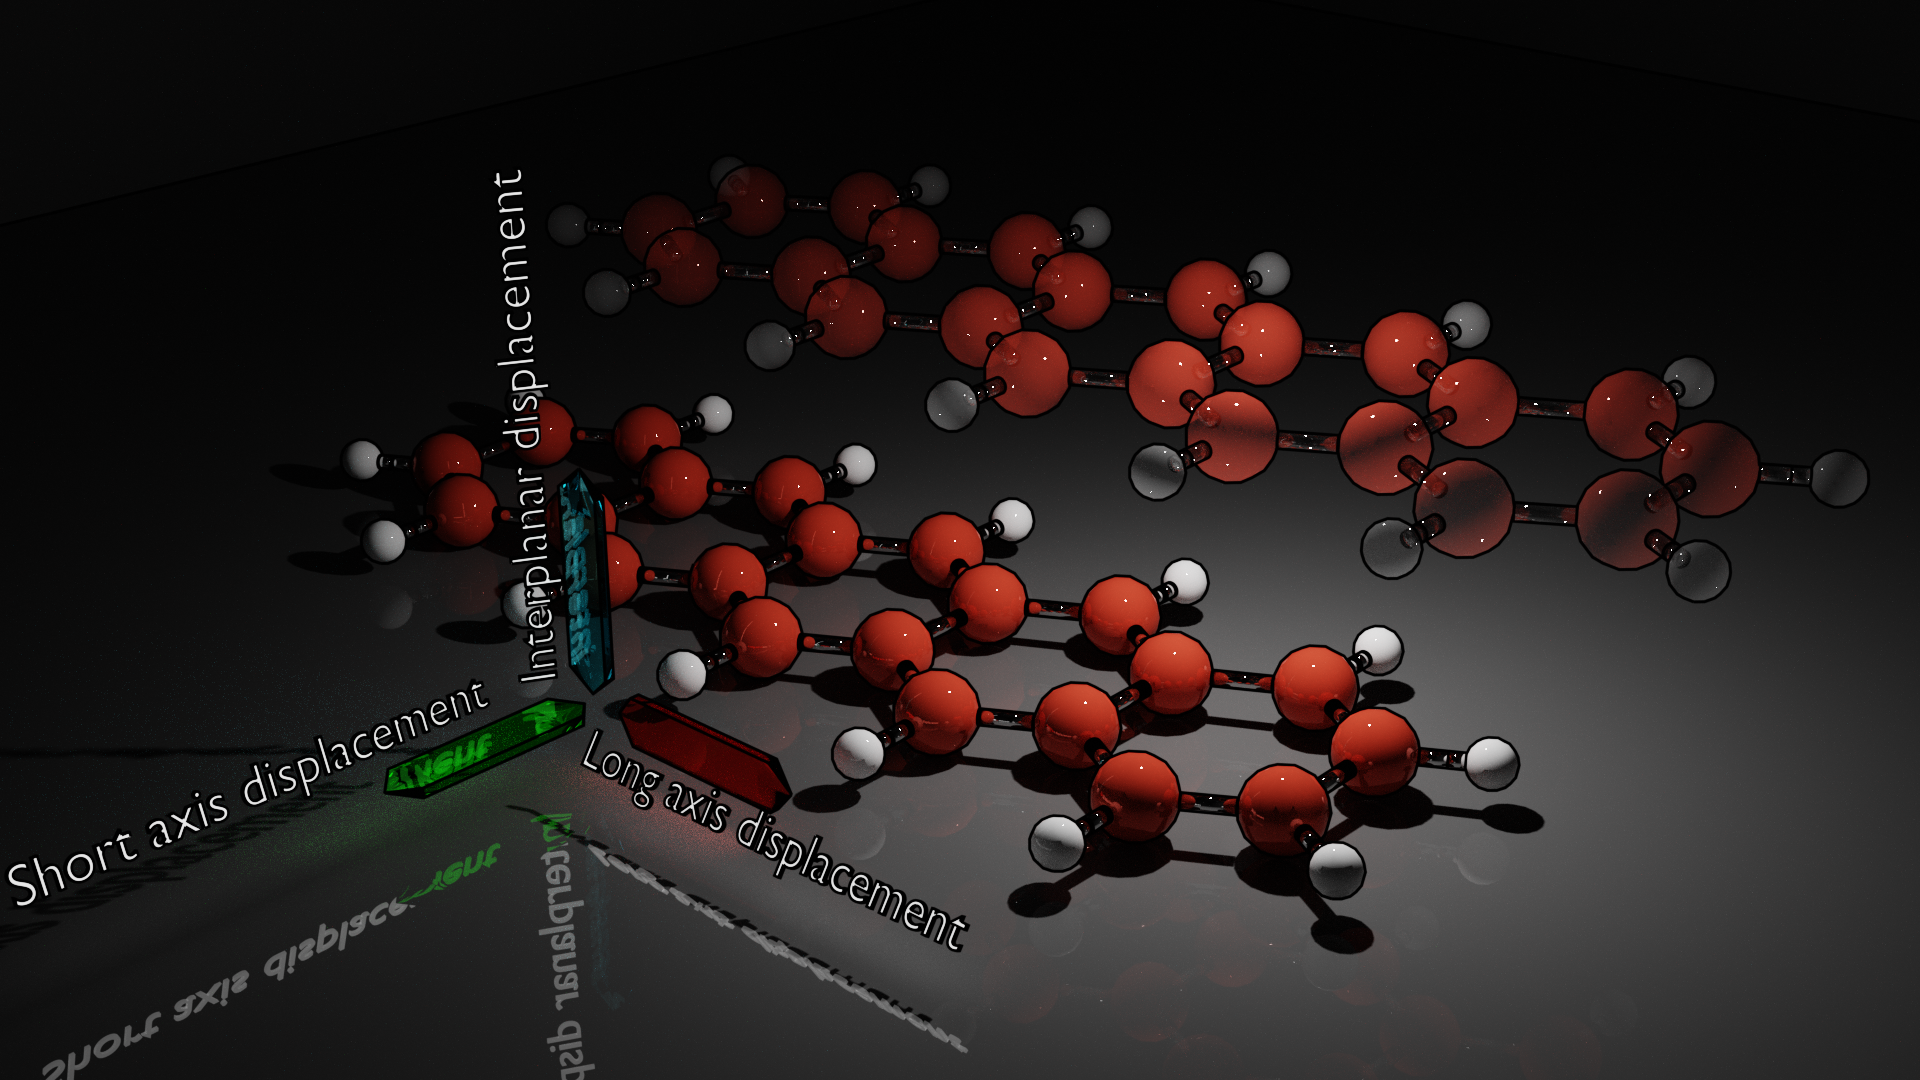 Interplanar displacement
Short axis displacement
Long axis displacement